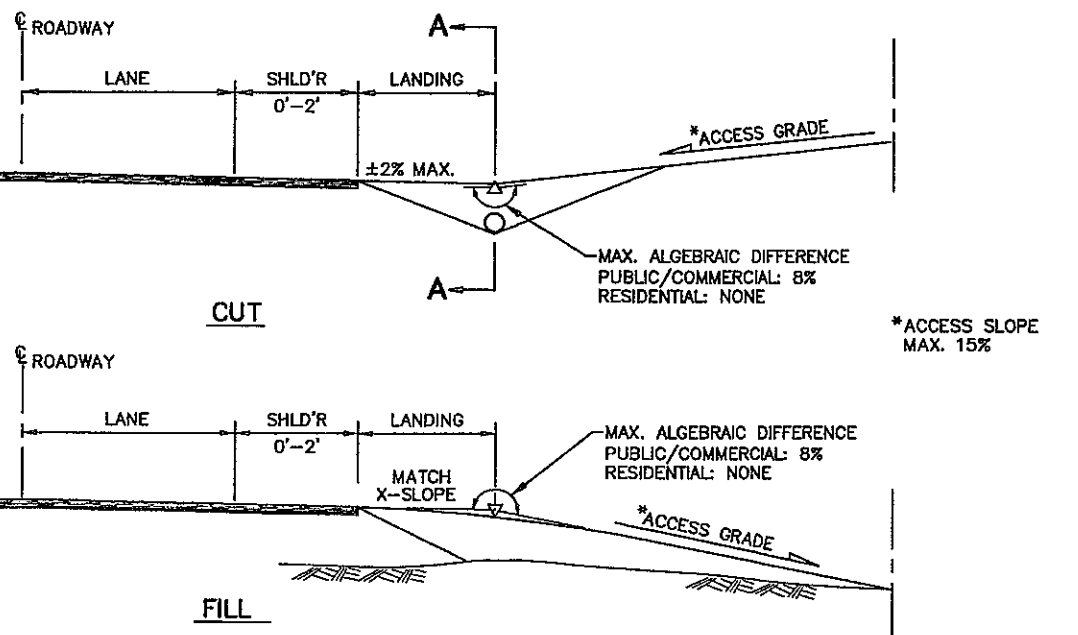 ℄ ROADWAY
A
LANE
SHLD'R
LANDING
0'-2'
*ACCESS GRADE
±2% MAX.
MAX. ALGEBRAIC DIFFERENCE
PUBLIC/COMMERCIAL: 8%
RESIDENTIAL: NONE
A
CUT
*ACCESS SLOPE
MAX. 15%
℄ ROADWAY
LANE
SHLD'R
LANDING
0'-2'
MAX. ALGEBRAIC DIFFERENCE
PUBLIC/COMMERCIAL: 8%
RESIDENTIAL: NONE
MATCH
X-SLOPE
*ACCESS GRADE
FILL